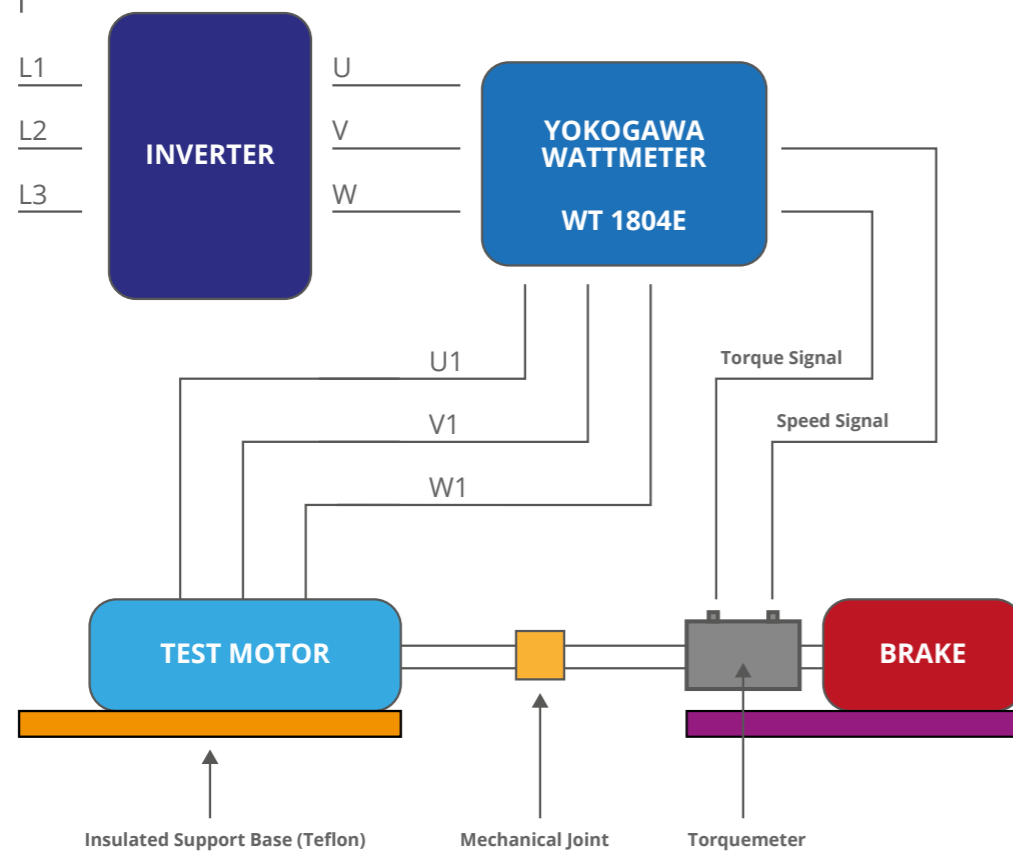 L1
L2
L3
INVERTER
U
V
W
YOKOGAWA
WATTMETER
WT 1804E
U1
V1
W1
Torque Signal
Speed Signal
TEST MOTOR
BRAKE
Insulated Support Base (Teflon)
Mechanical Joint
Torquemeter